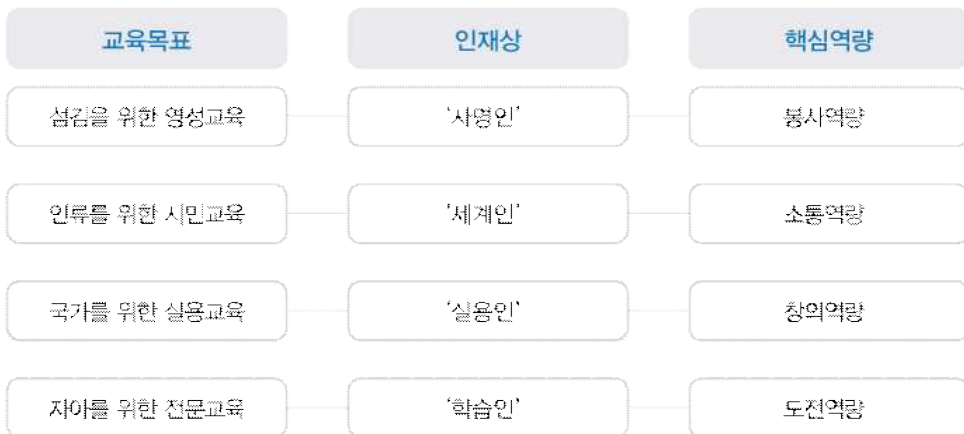 교육목표 인재상 핵심역량
섬김을 위한 영성교육 ‘사명인’ 봉사역량
인류를 위한 시민교육 ‘세계인’ 소통역량
국가를 위한 실용교육 ‘실용인’ 창의역량
자아를 위한 전문교육 ‘학습인’ 도전역량